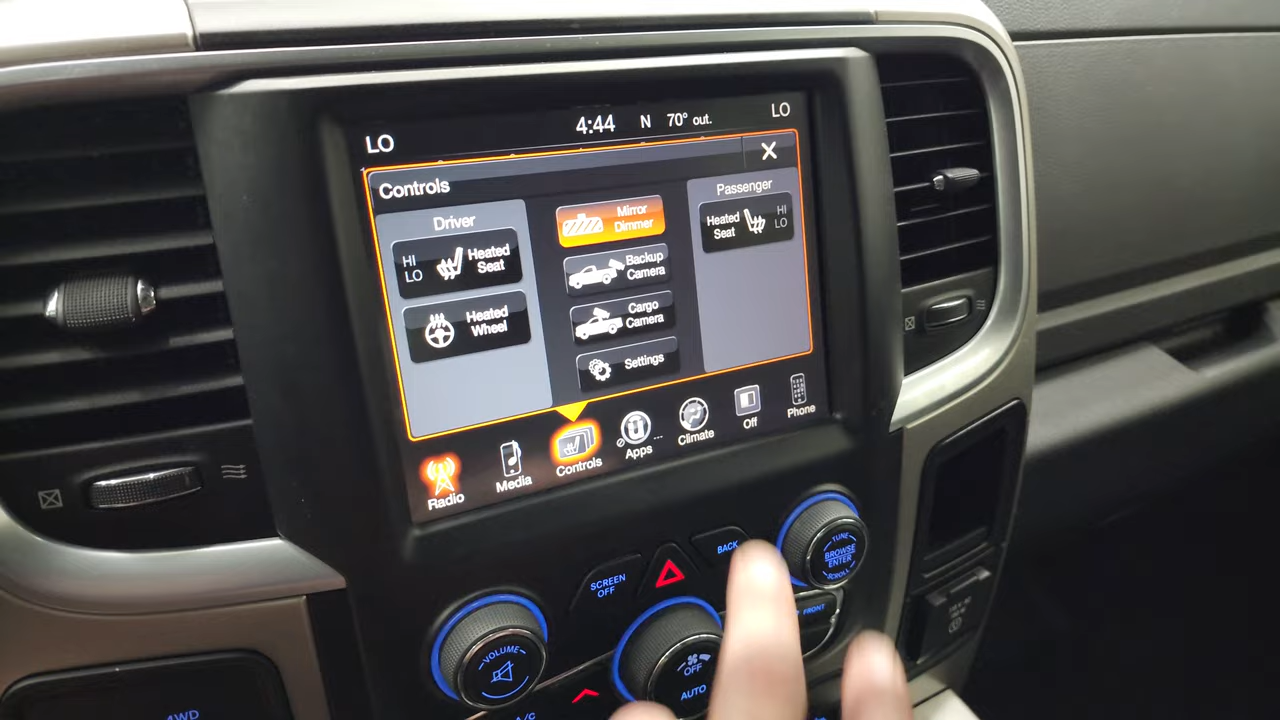 LO
4:44 N 70° out.
LO
Controls
X
Driver
HI
LO
Heated
Seat
Heated
Wheel
Mirror
Dimmer
Backup
Camera
Cargo
Camera
Settings
Passenger
Heated
Seat
HI
LO
Radio
Media
Controls
Apps
Climate
Off
Phone
SCREEN
OFF
BACK
TUNE
BROWSE
ENTER
SCROLL
VOLUME
OFF
AUTO
FRONT
A/C
4WD